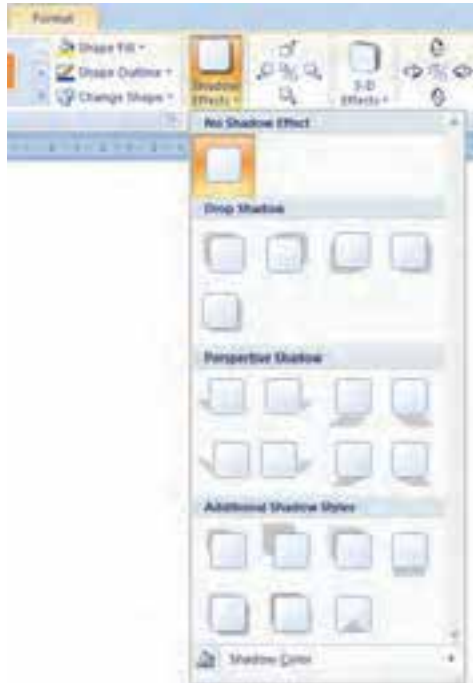 Format
Shape Fill
Shape Outline
Change Shape
Shadow
Effects
3-D
Effects
No Shadow Effect
Drop Shadow
Perspective Shadow
Additional Shadow Styles
Shadow Color